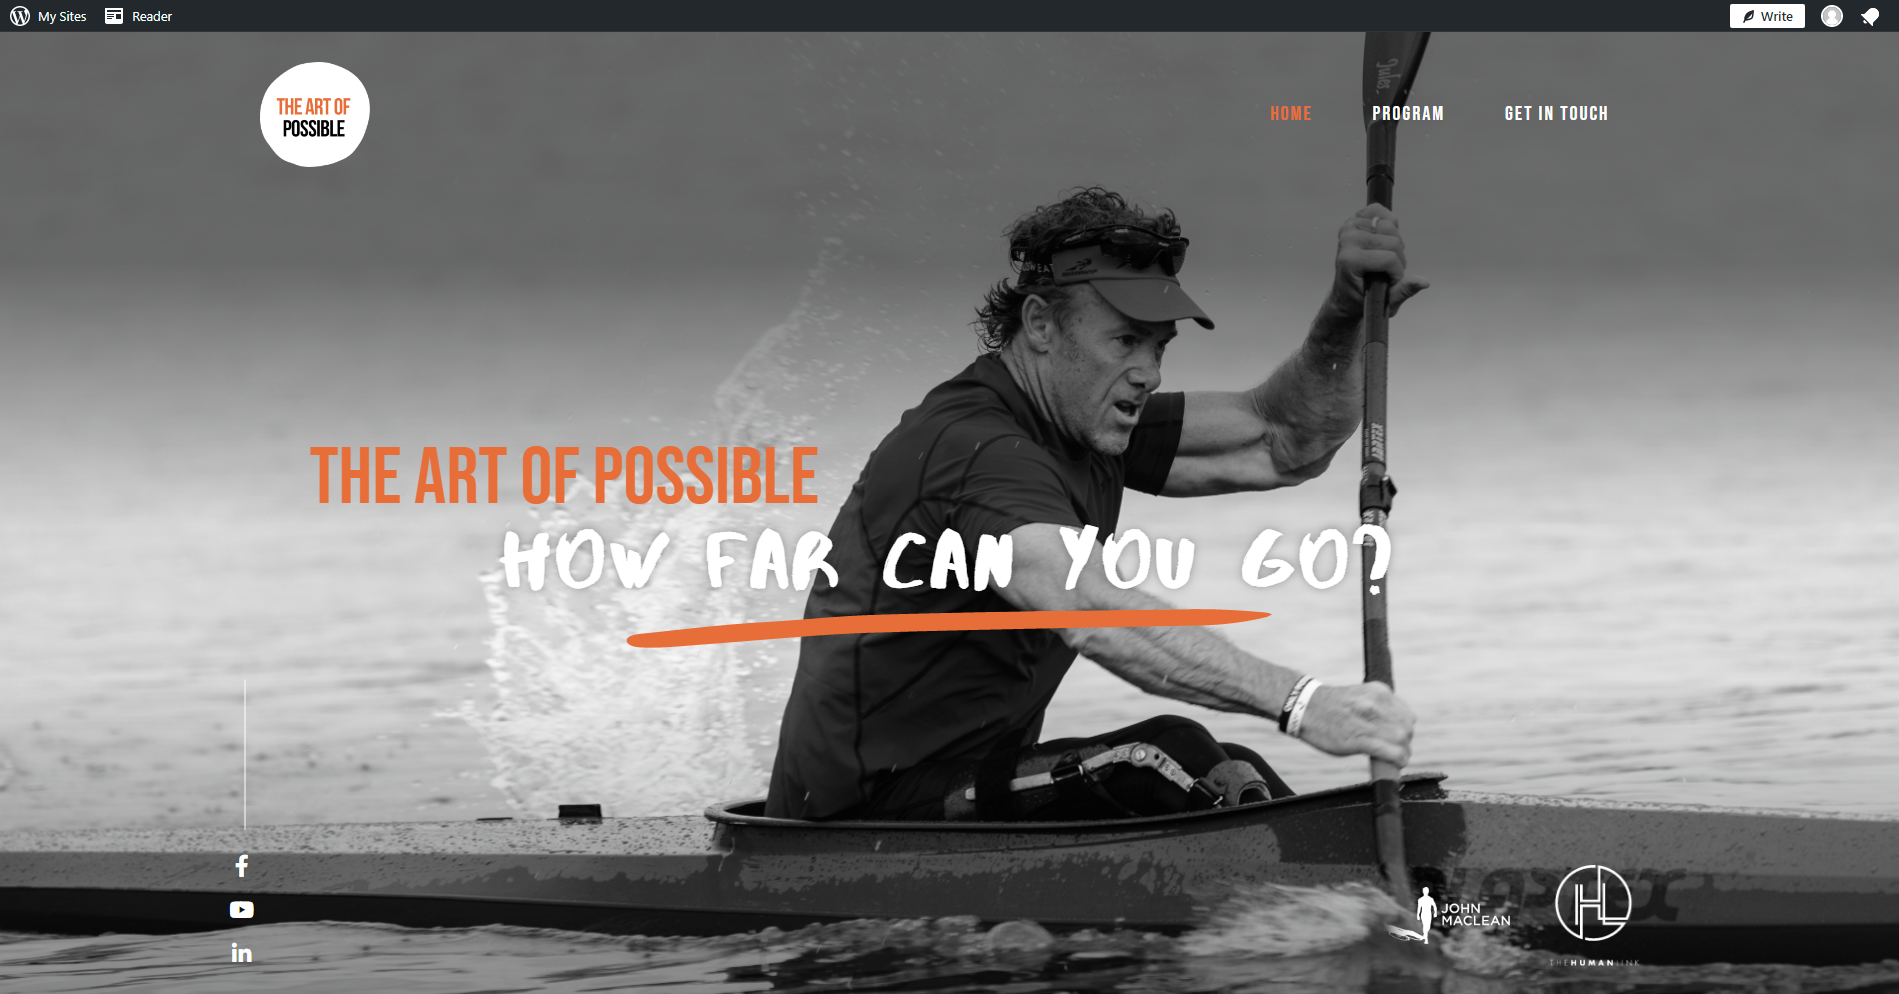 My Sites
Reader
Write
THE ART OF
POSSIBLE
HOME
PROGRAM
GET IN TOUCH
THE ART OF POSSIBLE
HOW FAR CAN YOU GO?
JOHN
MACLEAN
HL
THEHUMANLINK